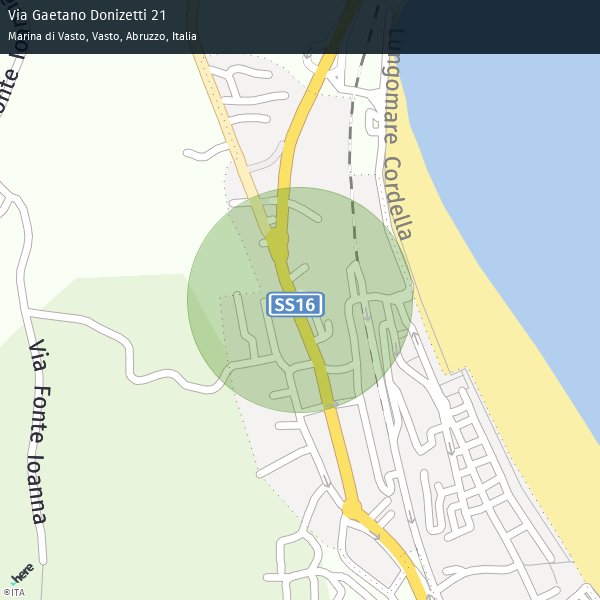 Via Gaetano Donizetti 21
Marina di Vasto, Vasto, Abruzzo, Italia
Lungomare Cordella
SS16
Via Fonte Ioanna
here
©ITA